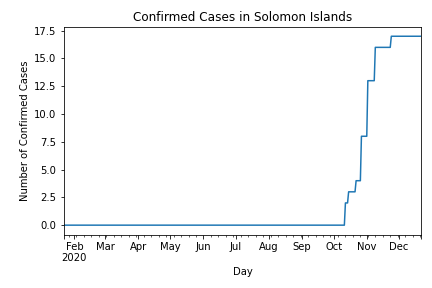 Confirmed Cases in Solomon Islands
Number of Confirmed Cases
17.5
15.0
12.5
10.0
7.5
5.0
2.5
0.0
Feb Mar Apr May Jun Jul Aug Sep Oct Nov Dec
2020
Day